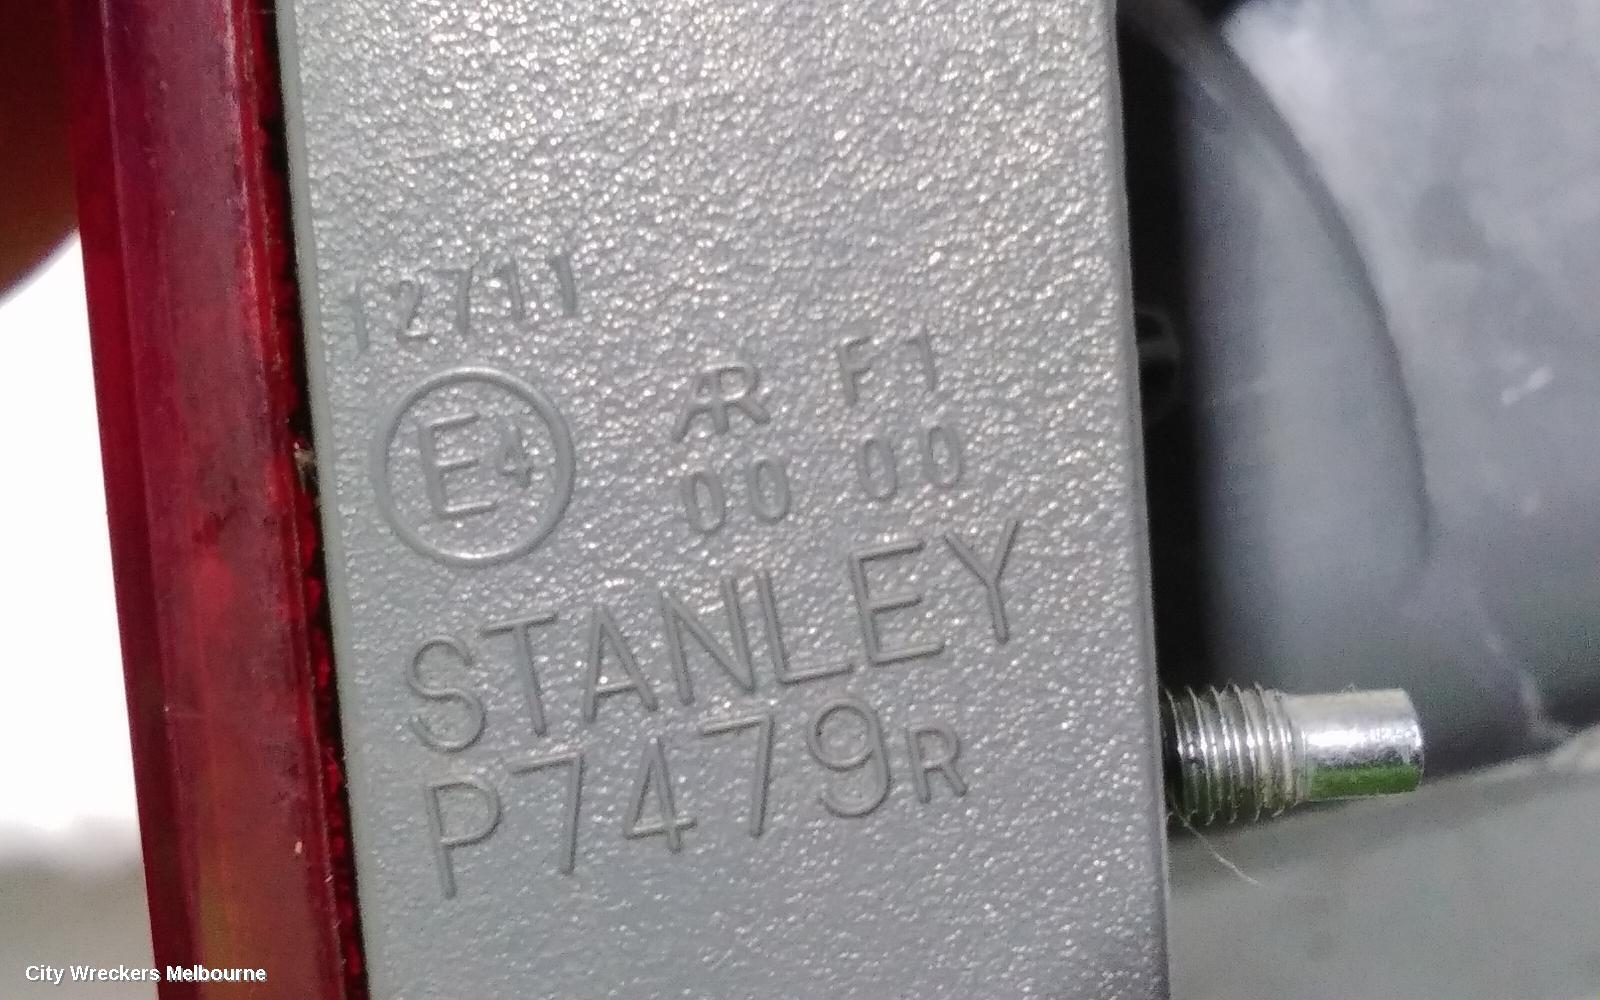 12711
E4
AR F1
00 00
STANLEY
P7479R
City Wreckers Melbourne